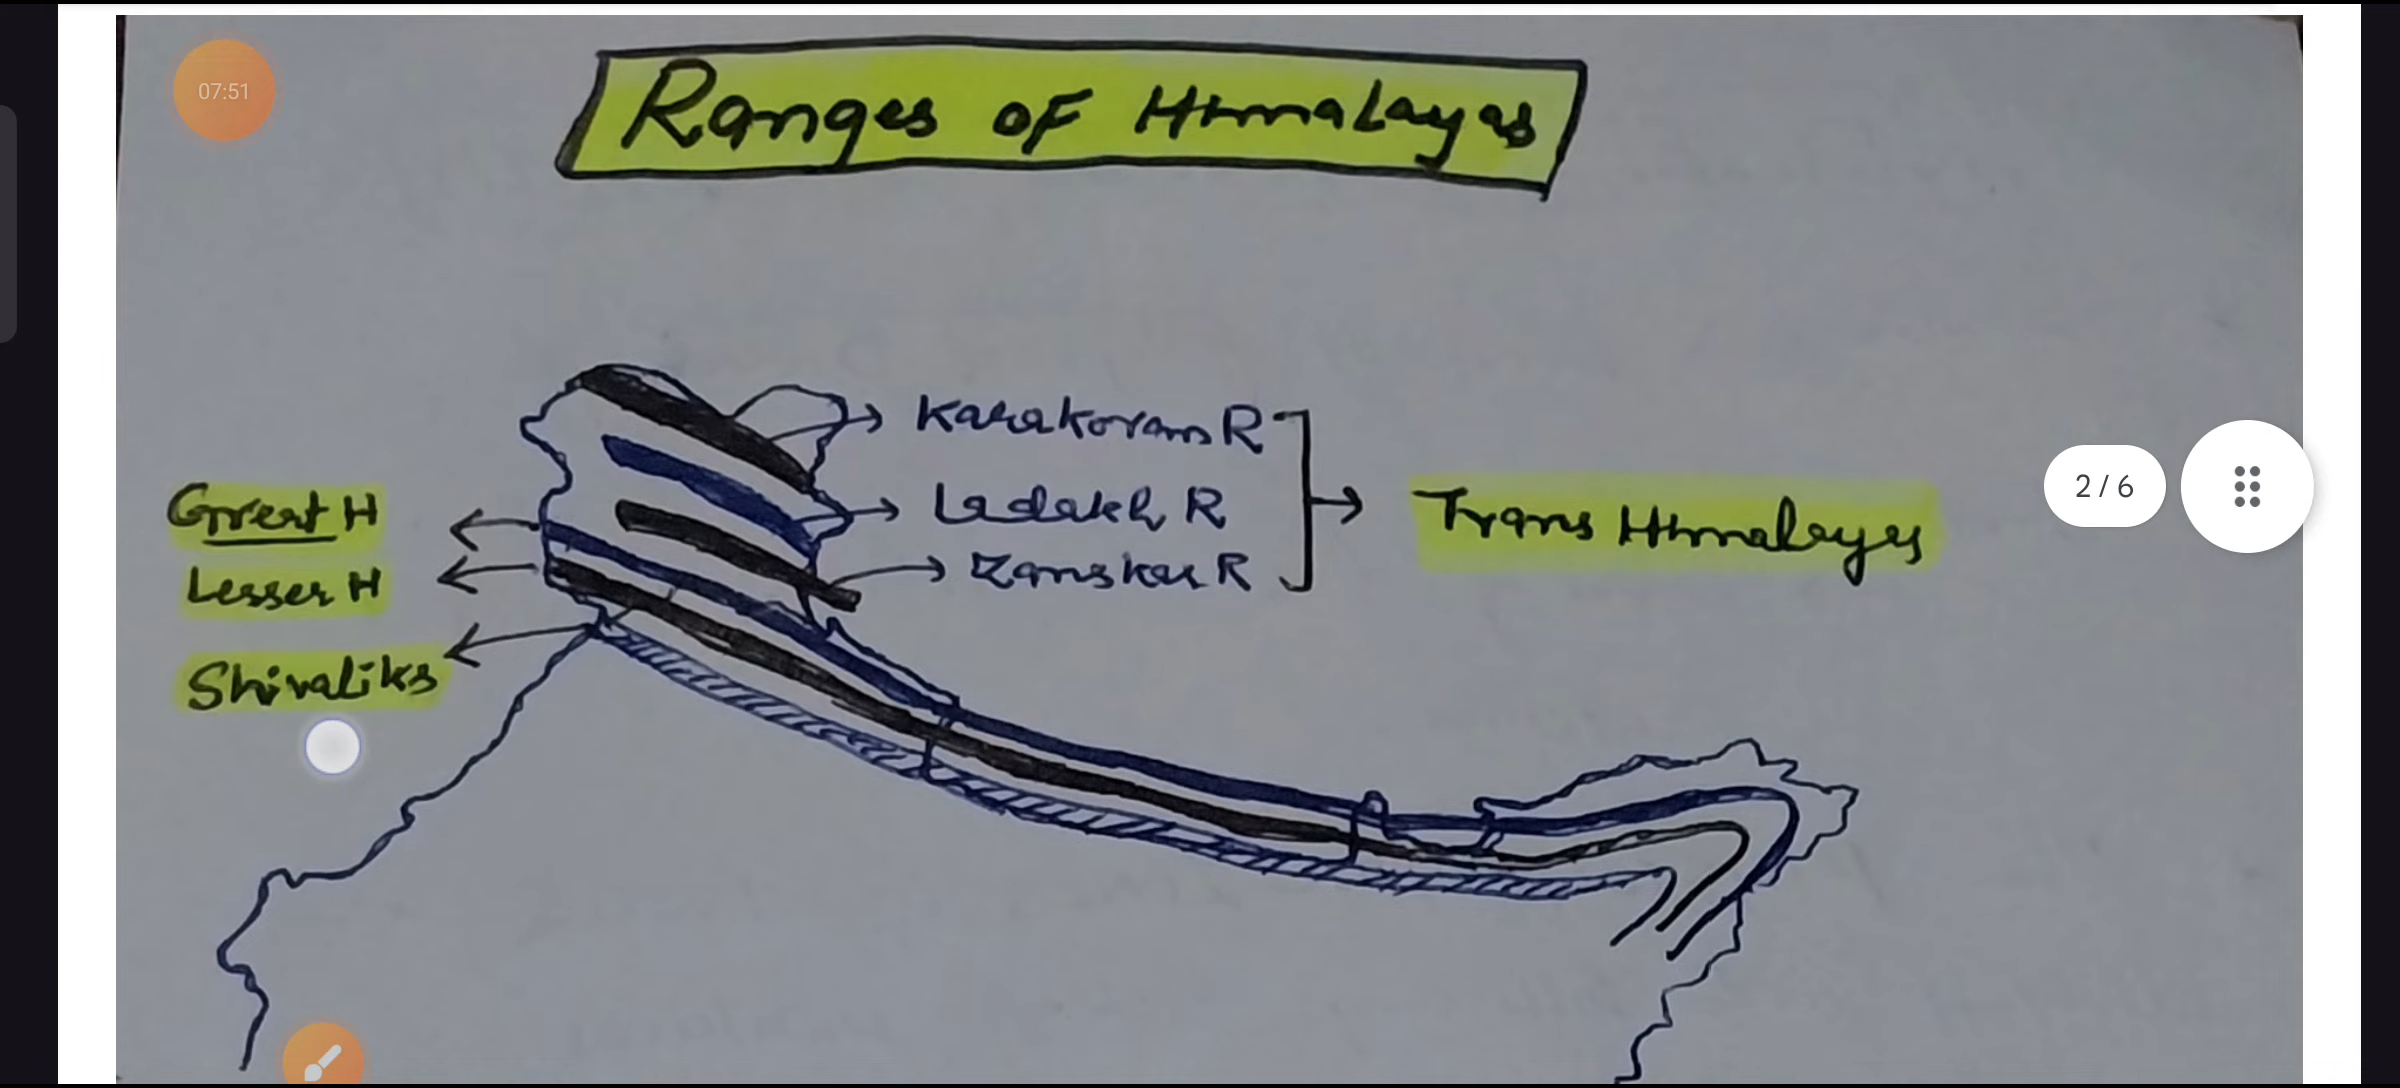 07:51
Ranges of Himalayas
Karakoram R
Ladakh R
Zanskar R
Trans Himalayas
Great H
Lesser H
Shivaliks
2 / 6